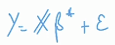 Y = 𝕏β* + ε